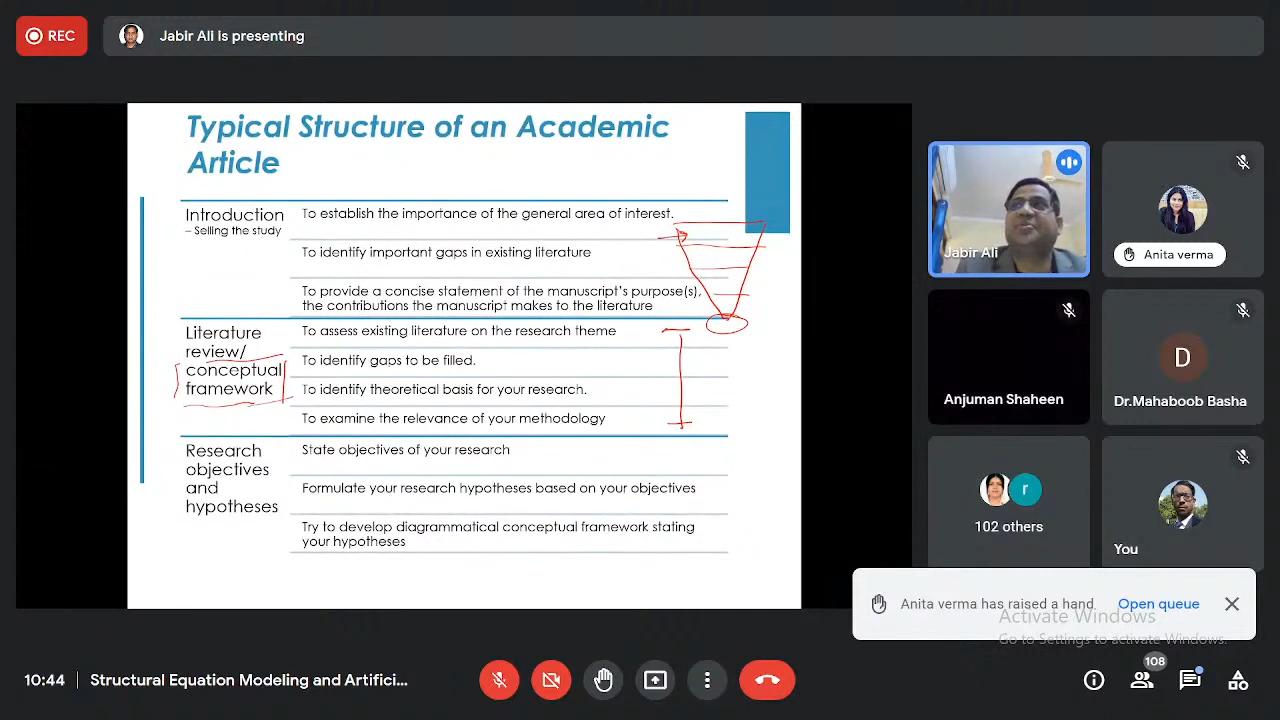 REC
Jabir Ali is presenting
Typical Structure of an Academic
Article
Introduction
– Selling the study
To establish the importance of the general area of interest.
To identify important gaps in existing literature
To provide a concise statement of the manuscript's purpose(s),
the contributions the manuscript makes to the literature
Literature
review/
conceptual
framework
To assess existing literature on the research theme
To identify gaps to be filled.
To identify theoretical basis for your research.
To examine the relevance of your methodology
Research
objectives
and
hypotheses
State objectives of your research
Formulate your research hypotheses based on your objectives
Try to develop diagrammatical conceptual framework stating
your hypotheses
Jabir Ali
Anita verma
Anjuman Shaheen
D
Dr.Mahaboob Basha
r
102 others
You
Anita verma has raised a hand.
Open queue
Activate Windows
Go to Settings to activate Windows.
10:44
Structural Equation Modeling and Artifici...
108